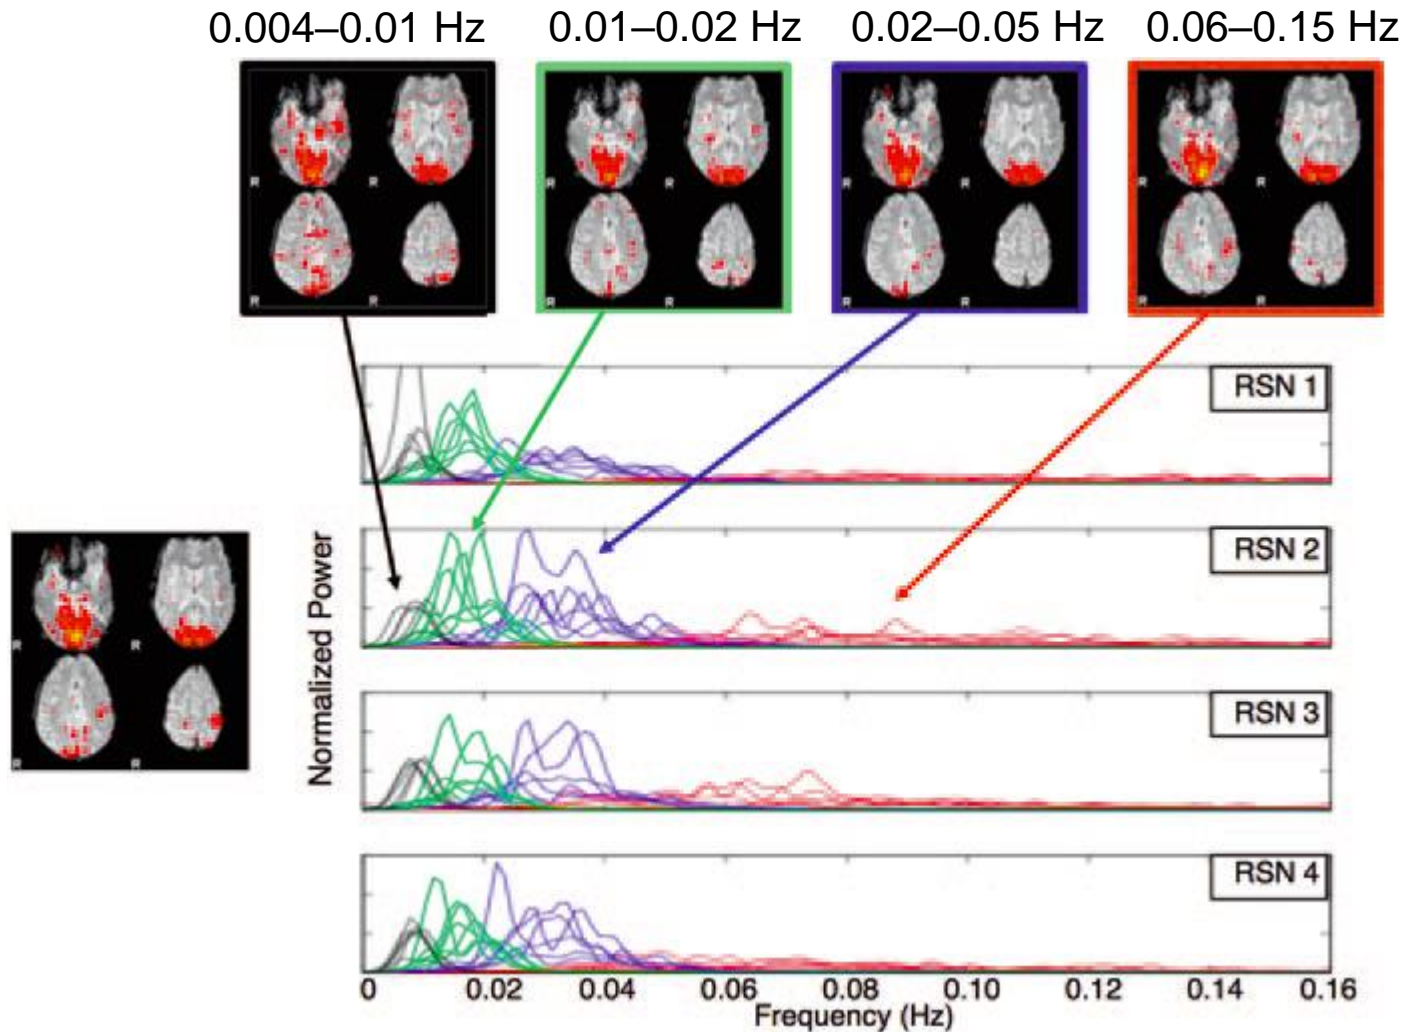 0.004–0.01 Hz 0.01–0.02 Hz 0.02–0.05 Hz 0.06–0.15 Hz
R R R R R R R R
R R R R R R R R
RSN 1
RSN 2
R R
R R
Normalized Power
RSN 3
RSN 4
0 0.02 0.04 0.06 0.08 0.10 0.12 0.14 0.16
Frequency (Hz)